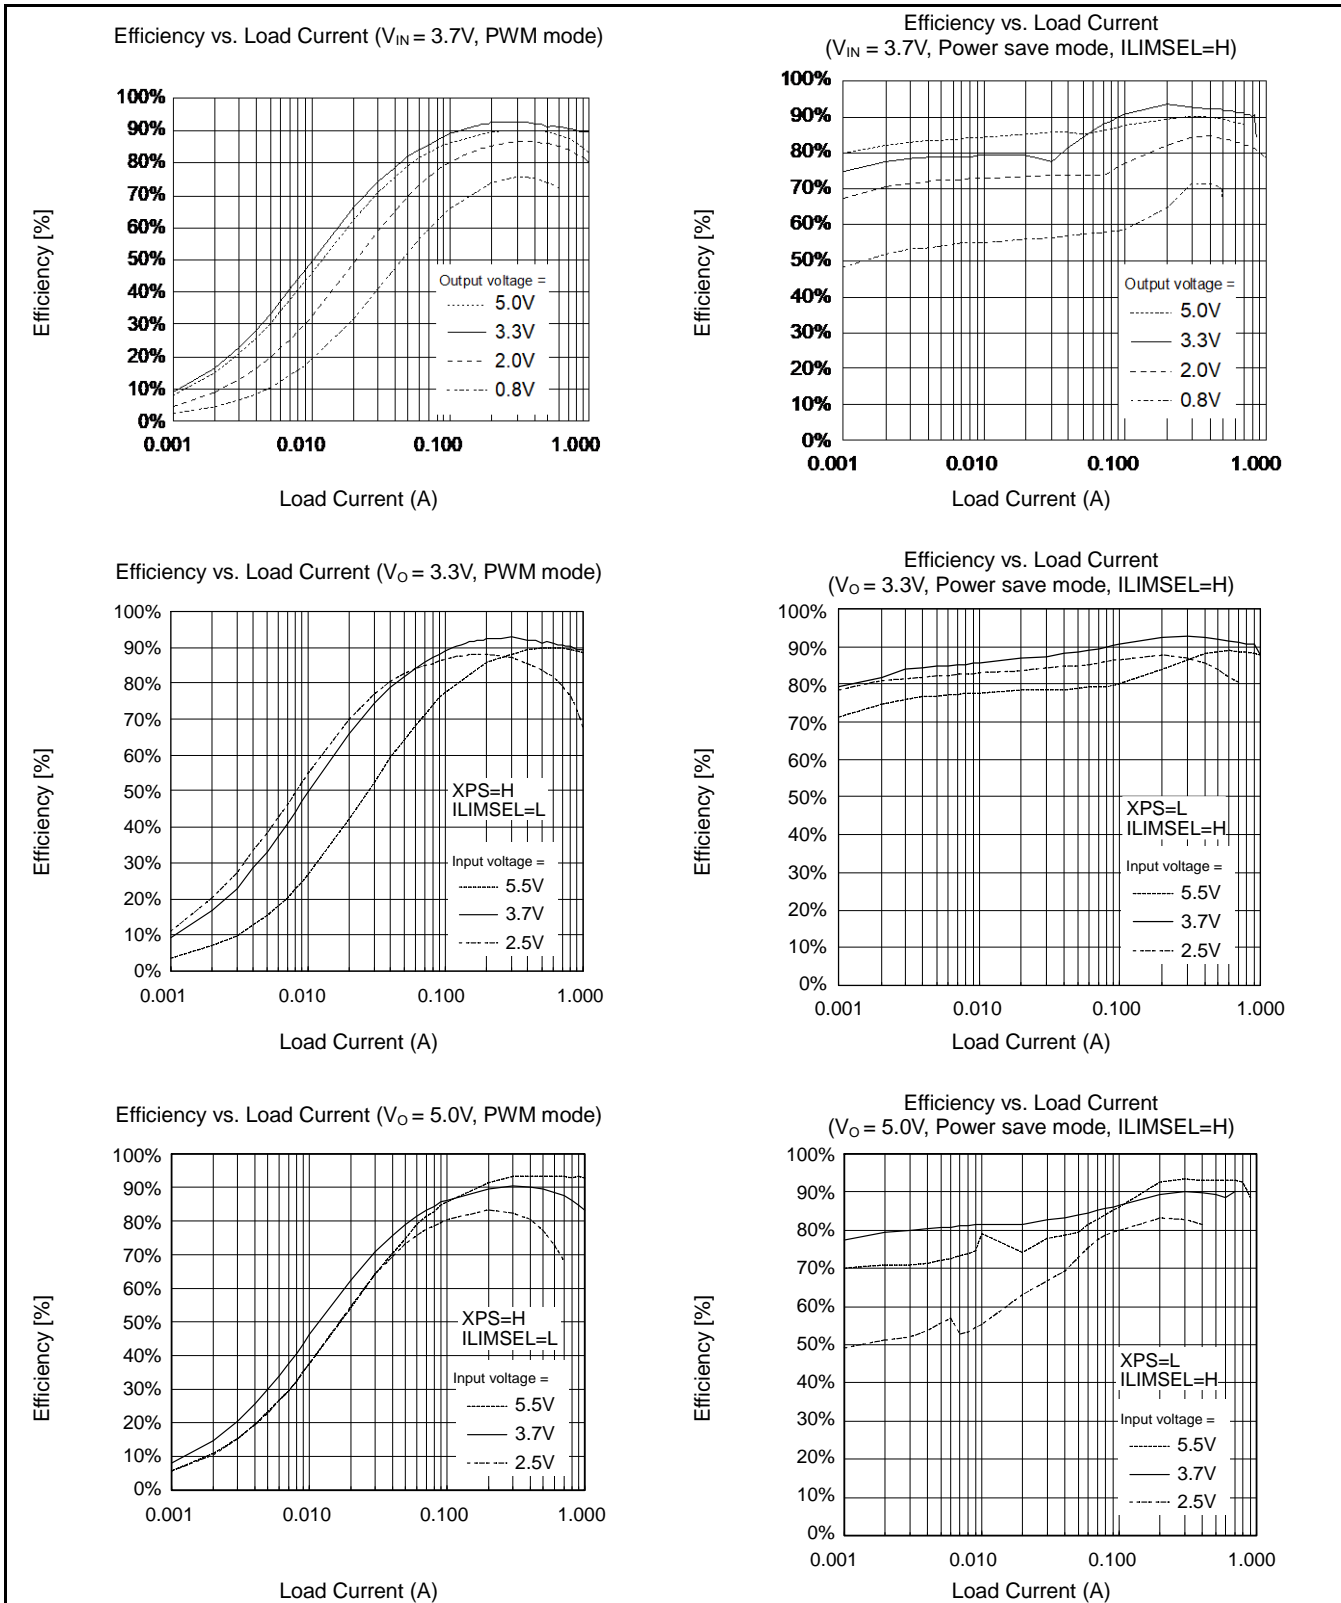 Efficiency vs. Load Current (VIN = 3.7V, PWM mode)
100%
90%
80%
70%
60%
50%
40%
30%
20%
10%
0%
0.001
0.010
0.100
1.000
Efficiency [%]
Load Current (A)
Output voltage =
5.0V
3.3V
2.0V
0.8V
Efficiency vs. Load Current
(VIN = 3.7V, Power save mode, ILIMSEL=H)
100%
90%
80%
70%
60%
50%
40%
30%
20%
10%
0%
0.001
0.010
0.100
1.000
Efficiency [%]
Load Current (A)
Output voltage =
5.0V
3.3V
2.0V
0.8V
Efficiency vs. Load Current (VO = 3.3V, PWM mode)
100%
90%
80%
70%
60%
50%
40%
30%
20%
10%
0%
0.001
0.010
0.100
1.000
Efficiency [%]
Load Current (A)
XPS=H
ILIMSEL=L
Input voltage =
5.5V
3.7V
2.5V
Efficiency vs. Load Current
(VO = 3.3V, Power save mode, ILIMSEL=H)
100%
90%
80%
70%
60%
50%
40%
30%
20%
10%
0%
0.001
0.010
0.100
1.000
Efficiency [%]
Load Current (A)
XPS=L
ILIMSEL=H
Input voltage =
5.5V
3.7V
2.5V
Efficiency vs. Load Current (VO = 5.0V, PWM mode)
100%
90%
80%
70%
60%
50%
40%
30%
20%
10%
0%
0.001
0.010
0.100
1.000
Efficiency [%]
Load Current (A)
XPS=H
ILIMSEL=L
Input voltage =
5.5V
3.7V
2.5V
Efficiency vs. Load Current
(VO = 5.0V, Power save mode, ILIMSEL=H)
100%
90%
80%
70%
60%
50%
40%
30%
20%
10%
0%
0.001
0.010
0.100
1.000
Efficiency [%]
Load Current (A)
XPS=L
ILIMSEL=H
Input voltage =
5.5V
3.7V
2.5V